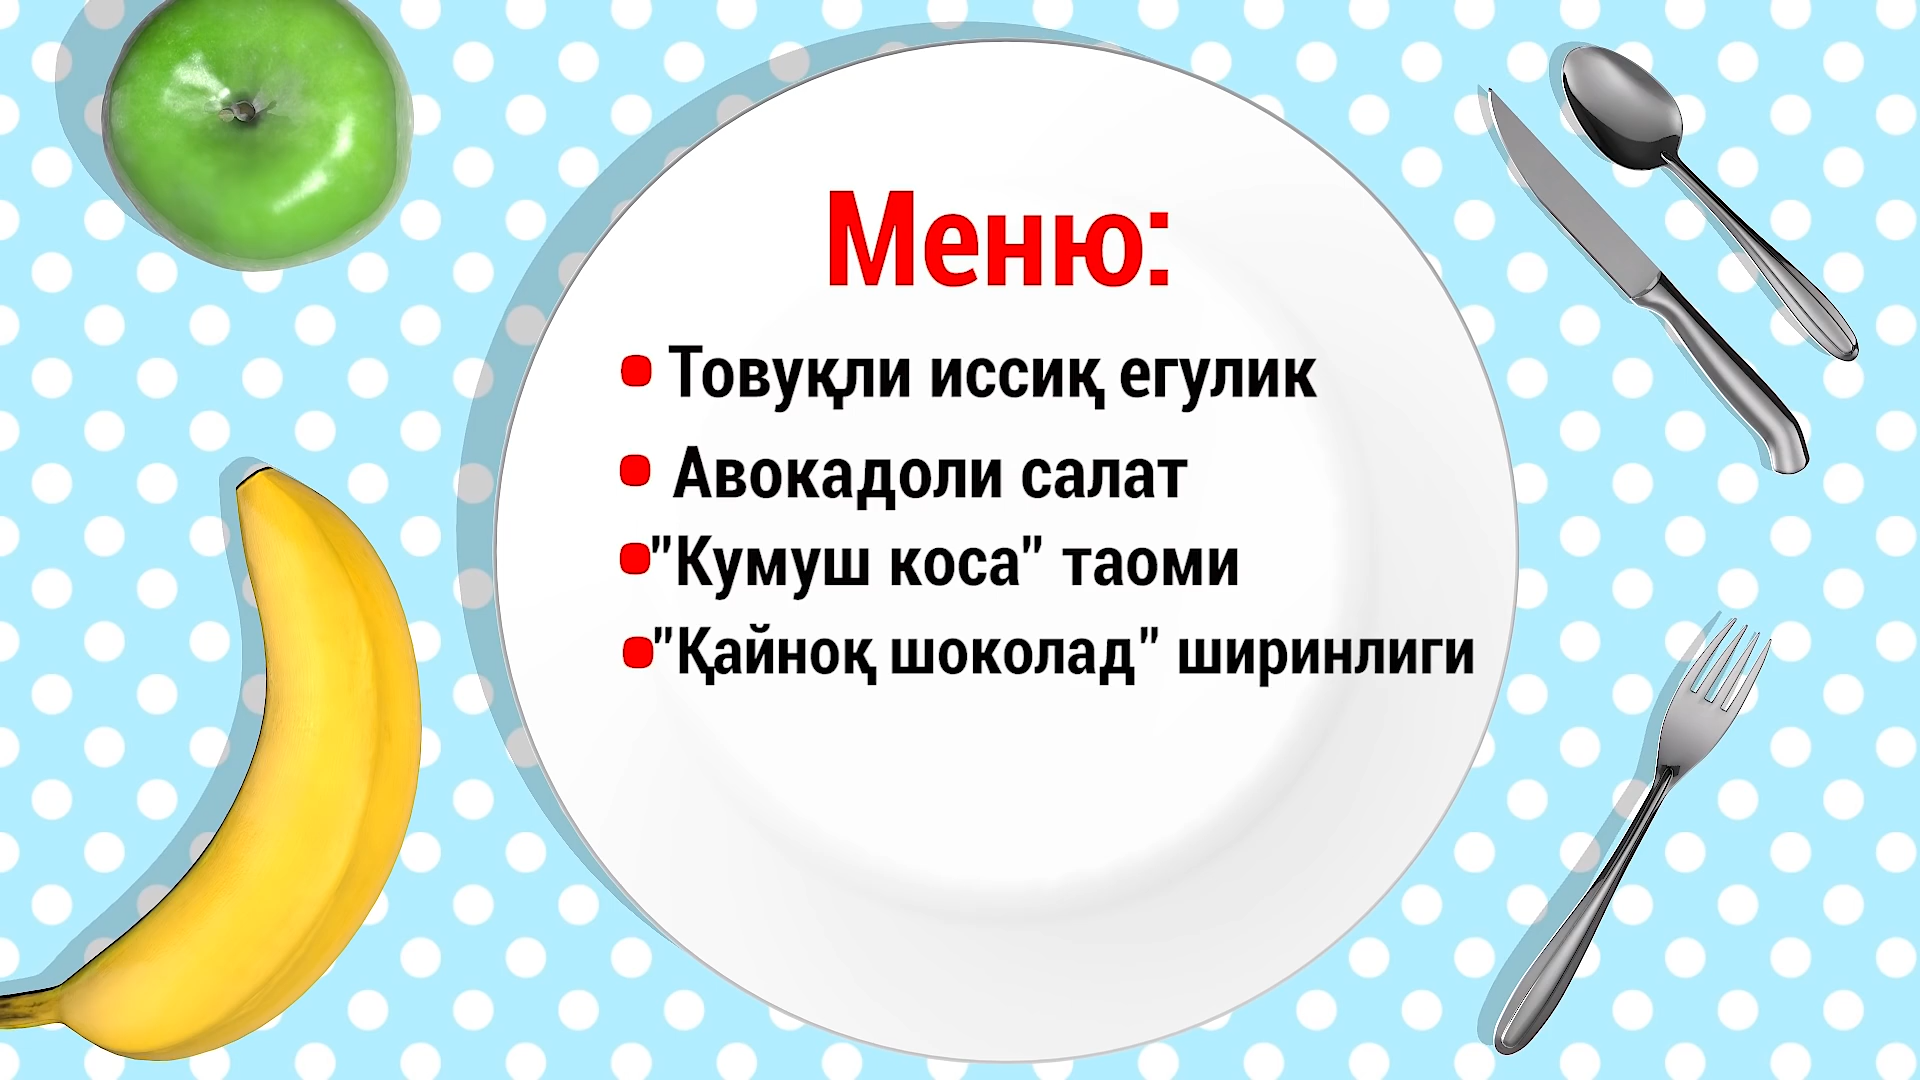 Меню:
• Товуқли иссиқ егулик
• Авокадоли салат
• "Кумуш коса" таоми
• "Қайноқ шоколад" ширинлиги